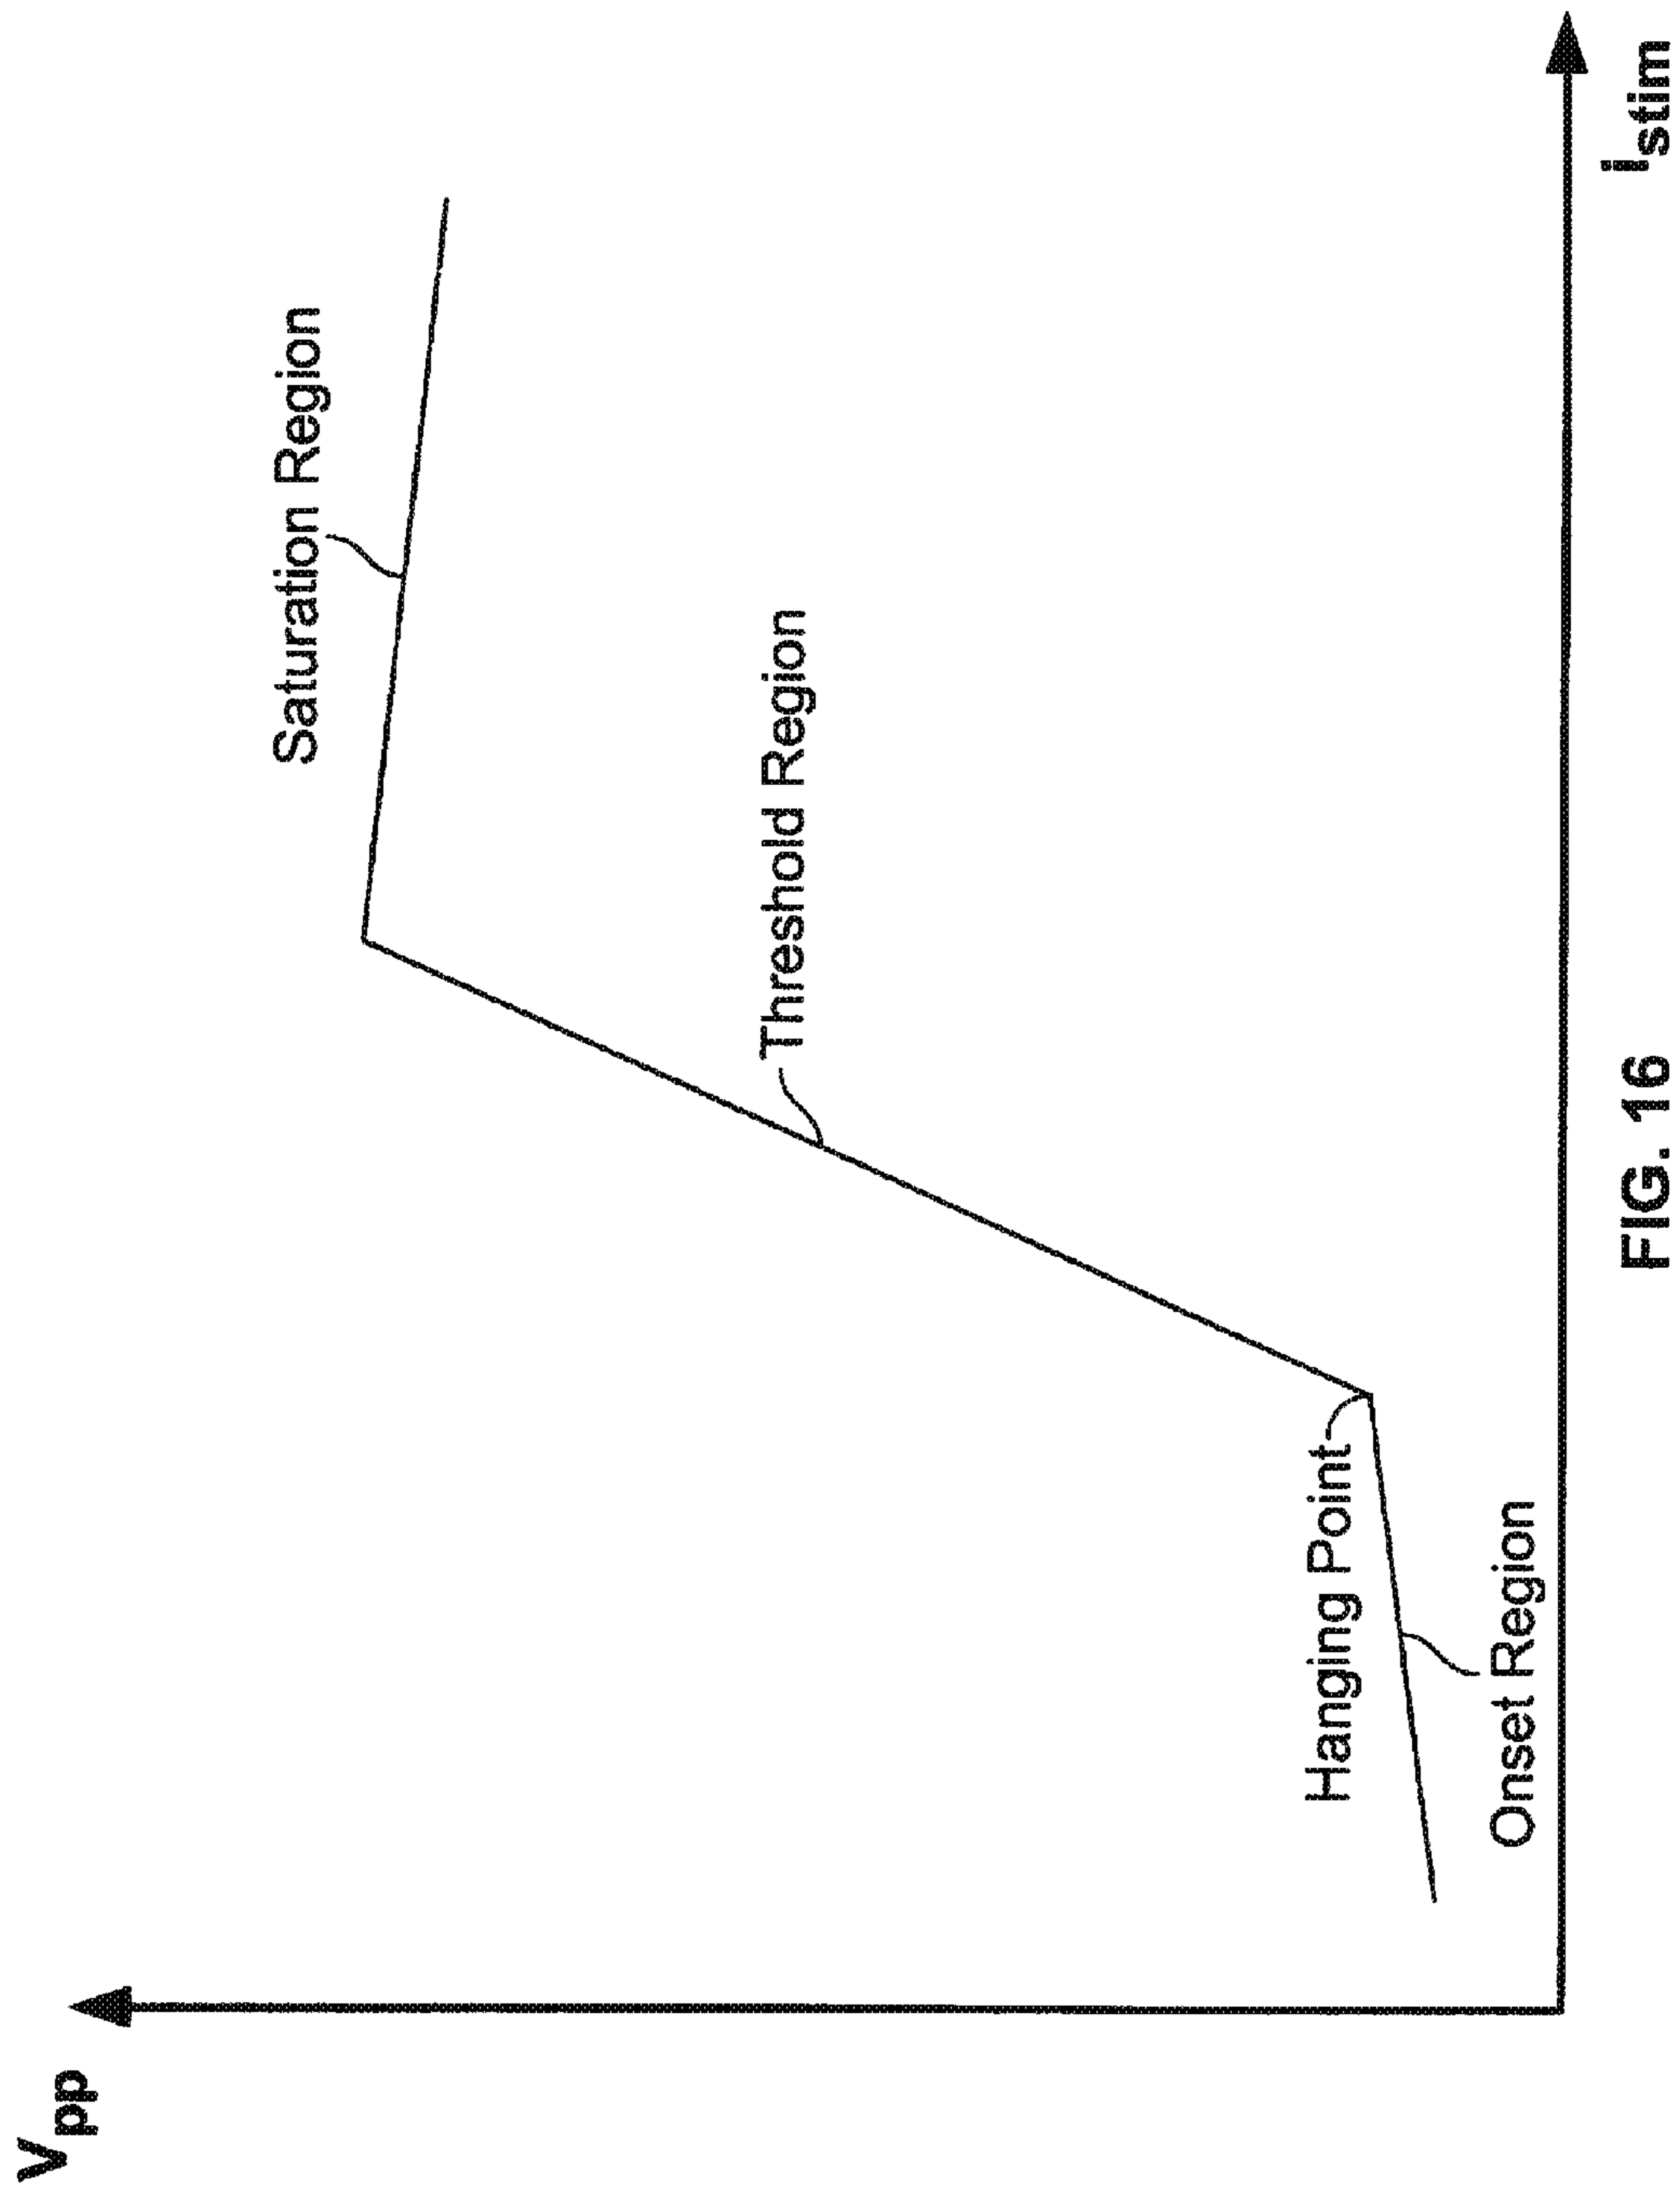 Vpp
Saturation Region
Threshold Region
Hanging Point
Onset Region
istim
FIG. 16